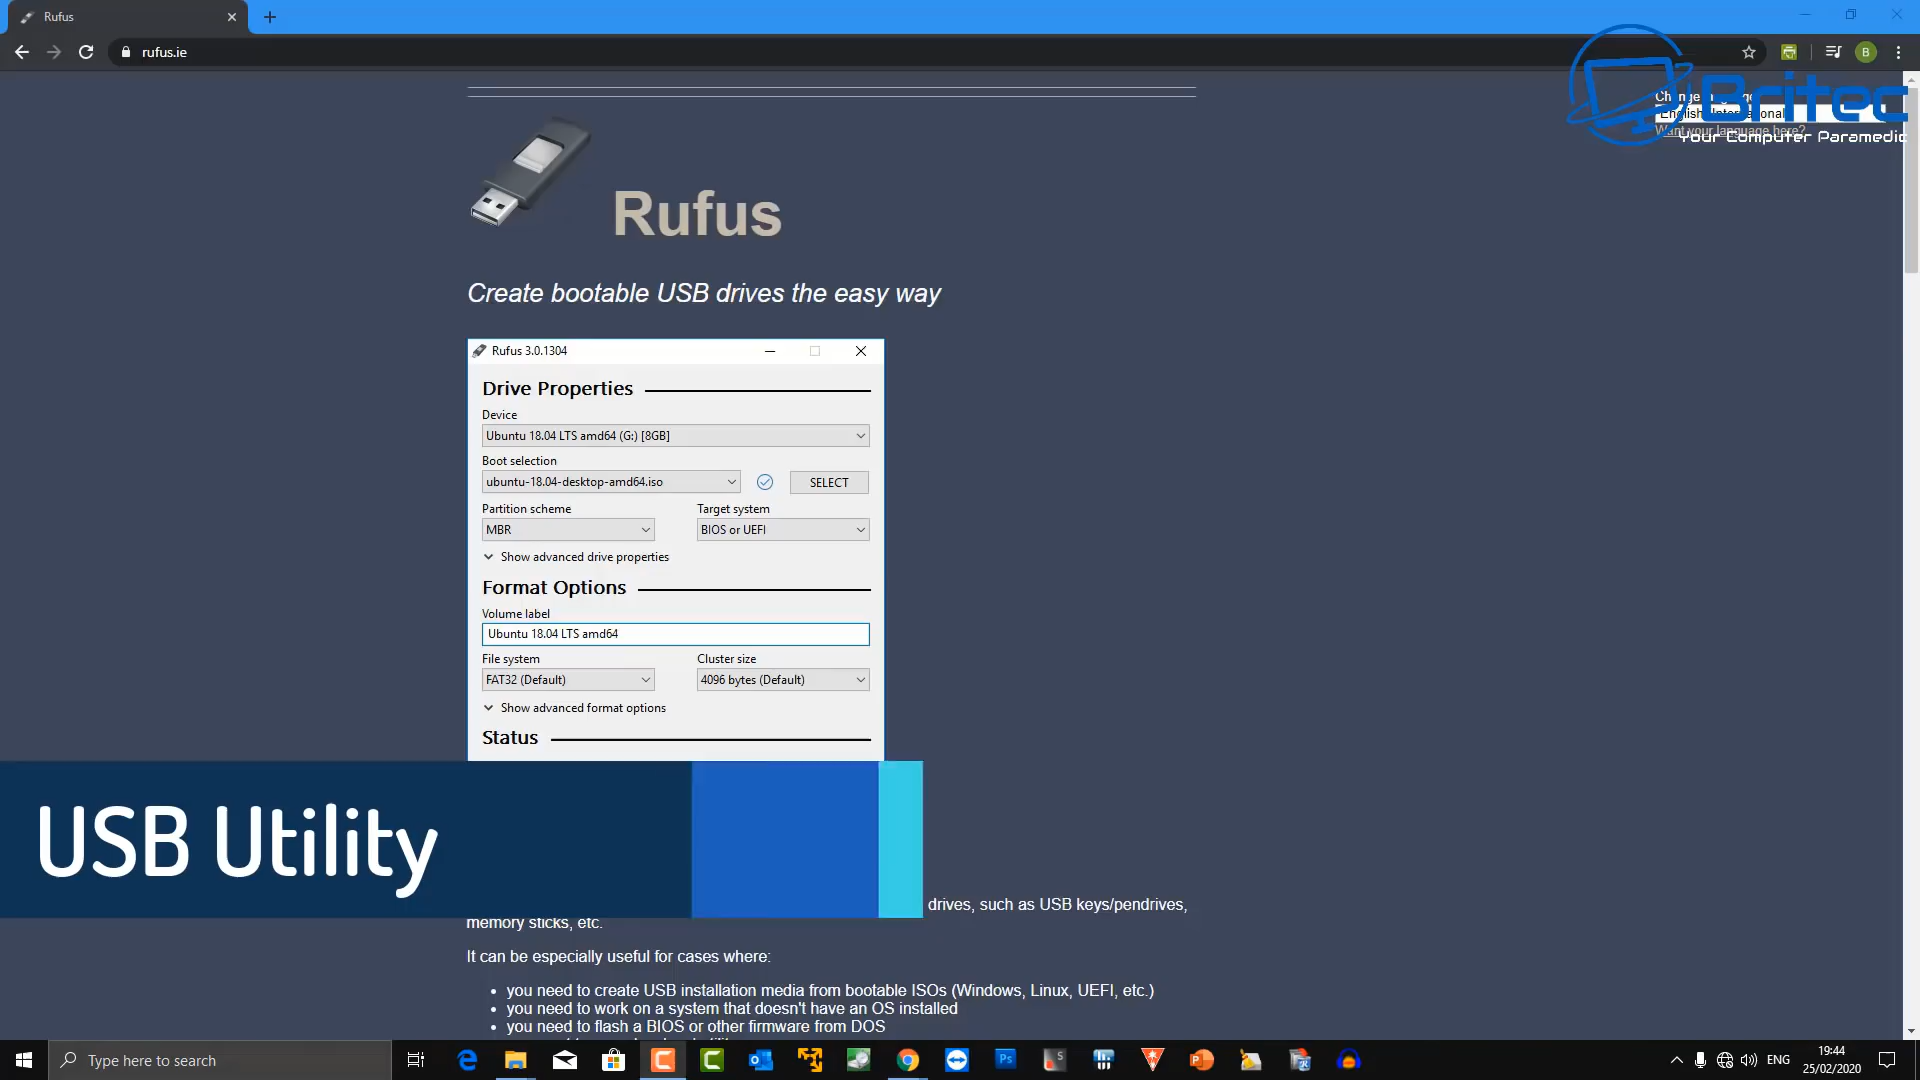 Rufus
rufus.ie
B
Britec
Your Computer Paramedic
Want your language here?
Rufus
Create bootable USB drives the easy way
Rufus 3.0.1304
Drive Properties
Device
Ubuntu 18.04 LTS amd64 (G:) [8GB]
Boot selection
ubuntu-18.04-desktop-amd64.iso
SELECT
Partition scheme
Target system
MBR
BIOS or UEFI
Show advanced drive properties
Format Options
Volume label
Ubuntu 18.04 LTS amd64
File system
Cluster size
FAT32 (Default)
4096 bytes (Default)
Show advanced format options
Status
USB Utility
drives, such as USB keys/pendrives,
memory sticks, etc.
It can be especially useful for cases where:
• you need to create USB installation media from bootable ISOs (Windows, Linux, UEFI, etc.)
• you need to work on a system that doesn't have an OS installed
• you need to flash a BIOS or other firmware from DOS
Type here to search
ENG
19:44
25/02/2020